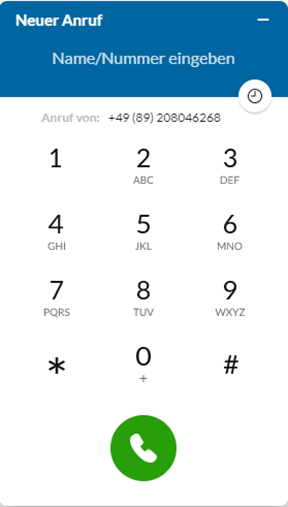 Neuer Anruf
Name/Nummer eingeben
Anruf von: +49 (89) 208046268
1 2 3
ABC DEF
4 5 6
GHI JKL MNO
7 8 9
PQRS TUV WXYZ
* 0 #
+